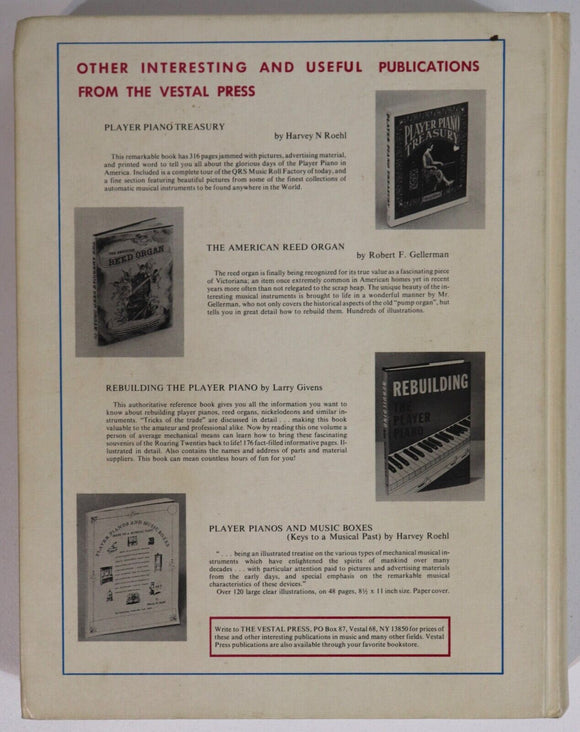 OTHER INTERESTING AND USEFUL PUBLICATIONS
FROM THE VESTAL PRESS
PLAYER PIANO TREASURY
by Harvey N Roehl
This remarkable book has 316 pages jammed with pictures, advertising material,
and printed word to tell you all about the glorious days of the Player Piano in
America. Included is a complete tour of the QRS Music Roll Factory of today, and
a fine section featuring beautiful pictures from some of the finest collections of
automatic musical instruments to be found anywhere in the World.
PLAYER PIANO
TREASURY
THE AMERICAN REED ORGAN
by Robert F. Gellerman
The reed organ is finally being recognized for its true value as a fascinating piece
of Victoriana; an item once exceedingly common in American homes yet in recent
years more often than not relegated to the scrap heap. The unique beauty of the in-
teresting musical instruments is brought to life in a wonderful manner by Mr.
Gellerman, who not only covers the historical aspects of the old "pump organ", but
tells you in great detail how to rebuild them. Hundreds of illustrations.
REED ORGAN
REBUILDING THE PLAYER PIANO by Larry Givens
This authoritative reference book gives you all the information you want to
know about rebuilding player pianos, reed organs, nickelodeons and similar in-
struments. "Tricks of the trade" are discussed in detail . . . making this book
valuable to the amateur and professional alike. Now by reading this one volume a
person of average mechanical means can learn how to bring these fascinating
souvenirs of the Roaring Twenties back to life! 176 fact-filled informative pages. Il-
lustrated in detail. Also contains the names and address of parts and material
suppliers. This book can mean countless hours of fun for you!
REBUILDING
THE PLAYER
PIANO
PLAYER PIANOS AND MUSIC BOXES
(Keys to a Musical Past) by Harvey Roehl
" . . . being an illustrated treatise on the various types of mechanical musical in-
struments which have enlightened the spirits of mankind over many
decades . . . with particular attention paid to pictures and advertising materials from
the early days, and special emphasis on the remarkable musical
characteristics of these devices."
Over 120 large clear illustrations, on 48 pages, 8½ x 11 inch size. Paper cover.
PLAYER PIANOS AND MUSIC BOXES
Write to THE VESTAL PRESS, PO Box 87, Vestal 68, NY 13850 for prices of
these and other interesting publications in music and many other fields. Vestal
Press publications are also available through your favorite bookstore.